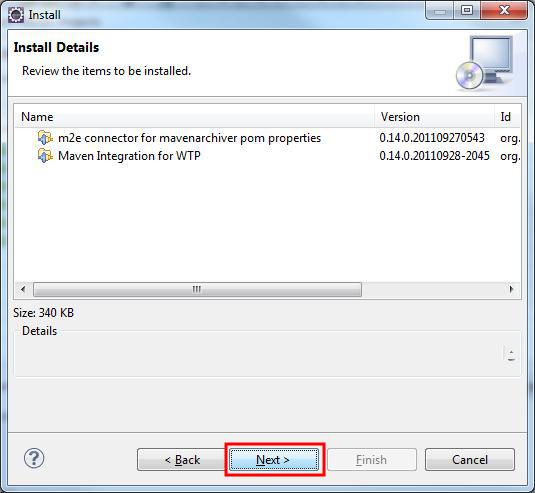 Install
Install Details
Review the items to be installed.
Name Version Id
m2e connector for mavenarchiver pom properties 0.14.0.201109270543 org.
Maven Integration for WTP 0.14.0.20110928-2045 org.
Size: 340 KB
Details
? < Back Next > Finish Cancel